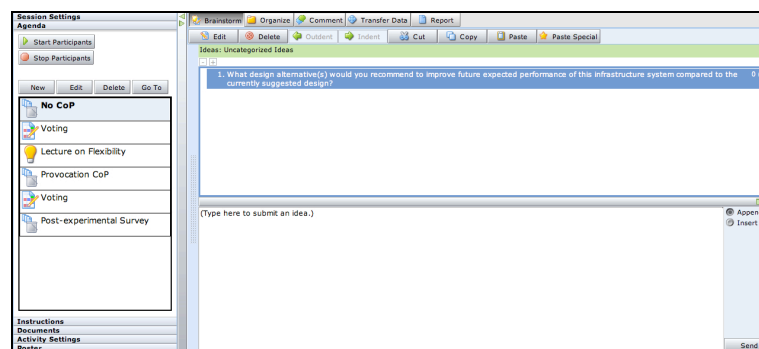 Session Settings
Agenda
Start Participants
Stop Participants
New Edit Delete Go To
No CoP
Voting
Lecture on Flexibility
Provocation CoP
Voting
Post-experimental Survey
Instructions
Documents
Activity Settings
Roster
Brainstorm Organize Comment Transfer Data Report
Edit Delete Outdent Indent Cut Copy Paste Paste Special
Ideas: Uncategorized Ideas
1. What design alternative(s) would you recommend to improve future expected performance of this infrastructure system compared to the 0
currently suggested design?
(Type here to submit an idea.)
Appen
Insert
Send